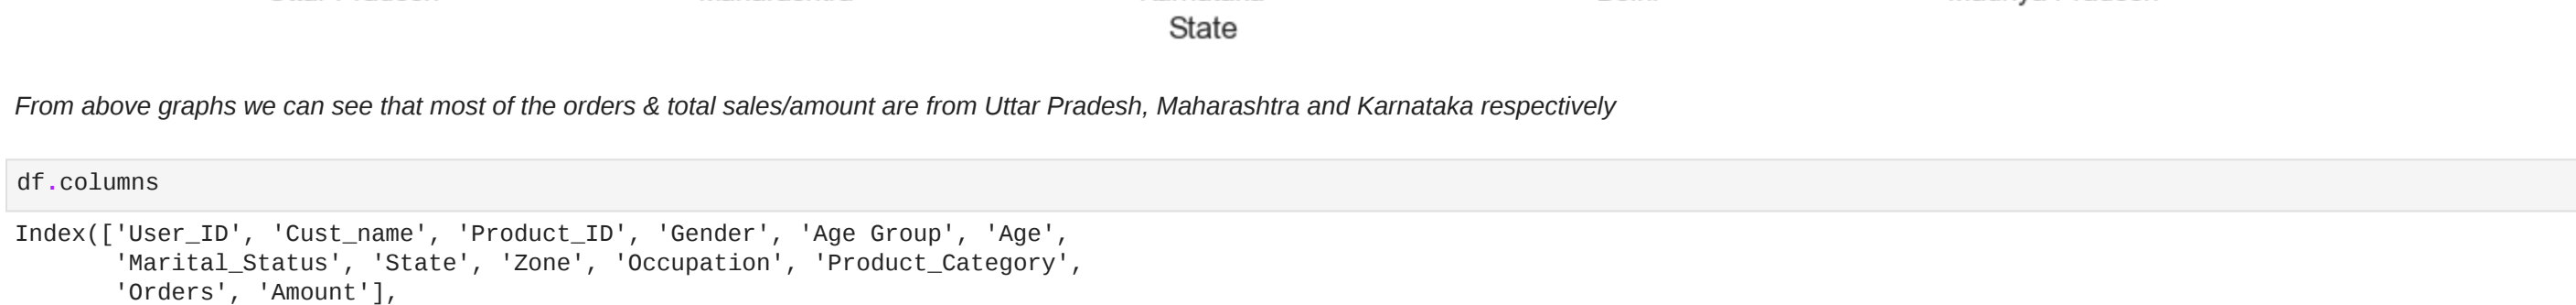 State
From above graphs we can see that most of the orders & total sales/amount are from Uttar Pradesh, Maharashtra and Karnataka respectively
df.columns
Index(['User_ID', 'Cust_name', 'Product_ID', 'Gender', 'Age Group', 'Age',
'Marital_Status', 'State', 'Zone', 'Occupation', 'Product_Category',
'Orders', 'Amount'],